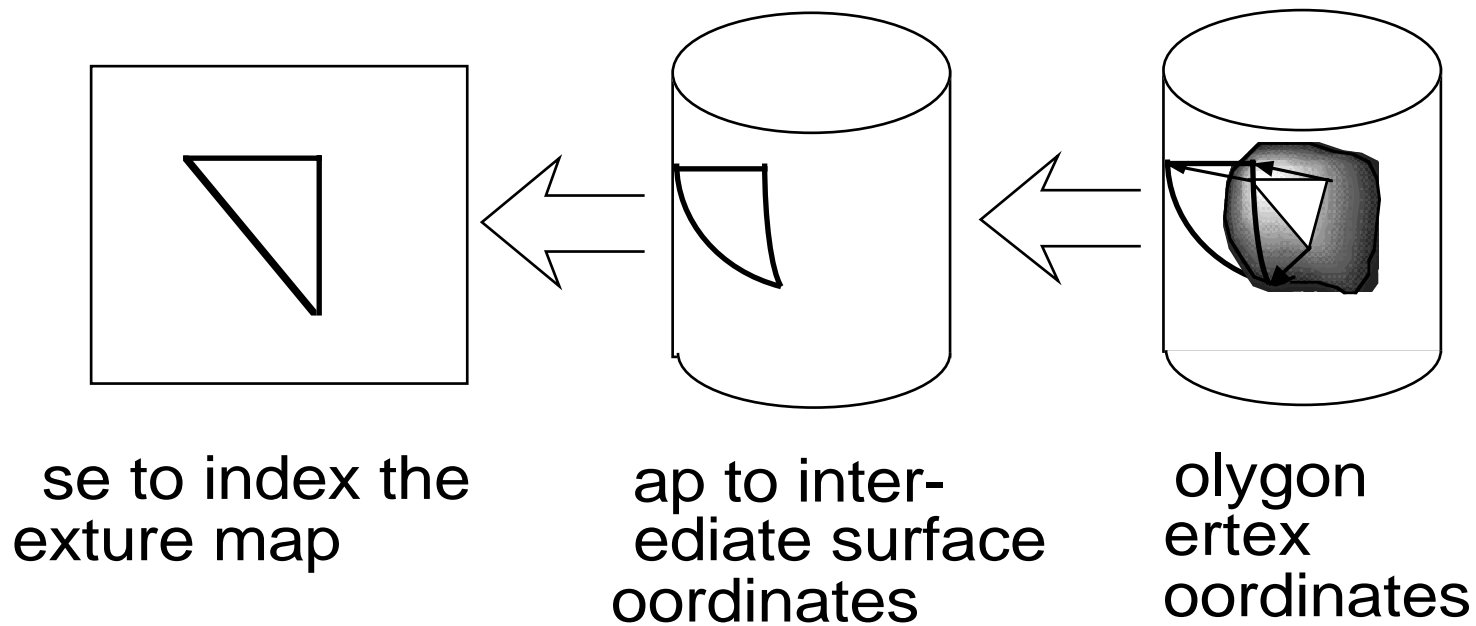 se to index the
exture map
ap to inter-
ediate surface
oordinates
olygon
ertex
oordinates